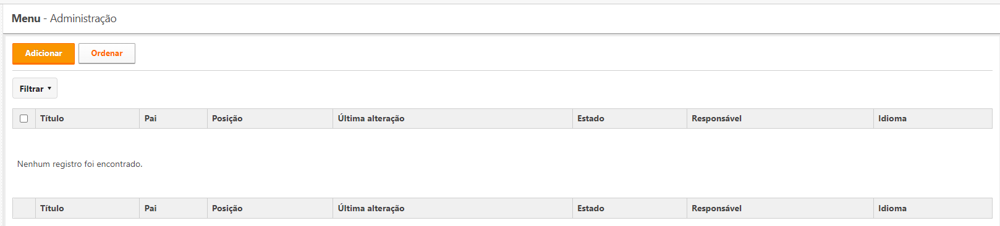 Menu - Administração
Adicionar Ordenar
Filtrar
Título Pai Posição Última alteração Estado Responsável Idioma
Nenhum registro foi encontrado.
Título Pai Posição Última alteração Estado Responsável Idioma